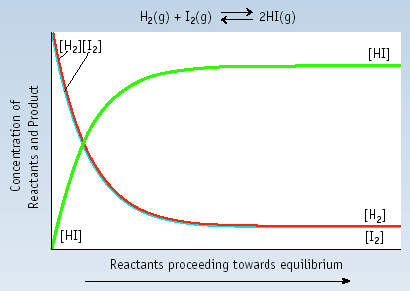 H₂(g) + I₂(g) ⇌ 2HI(g)
[H₂][I₂]
[HI]
Concentration of
Reactants and Product
[HI]
[H₂]
[I₂]
Reactants proceeding towards equilibrium